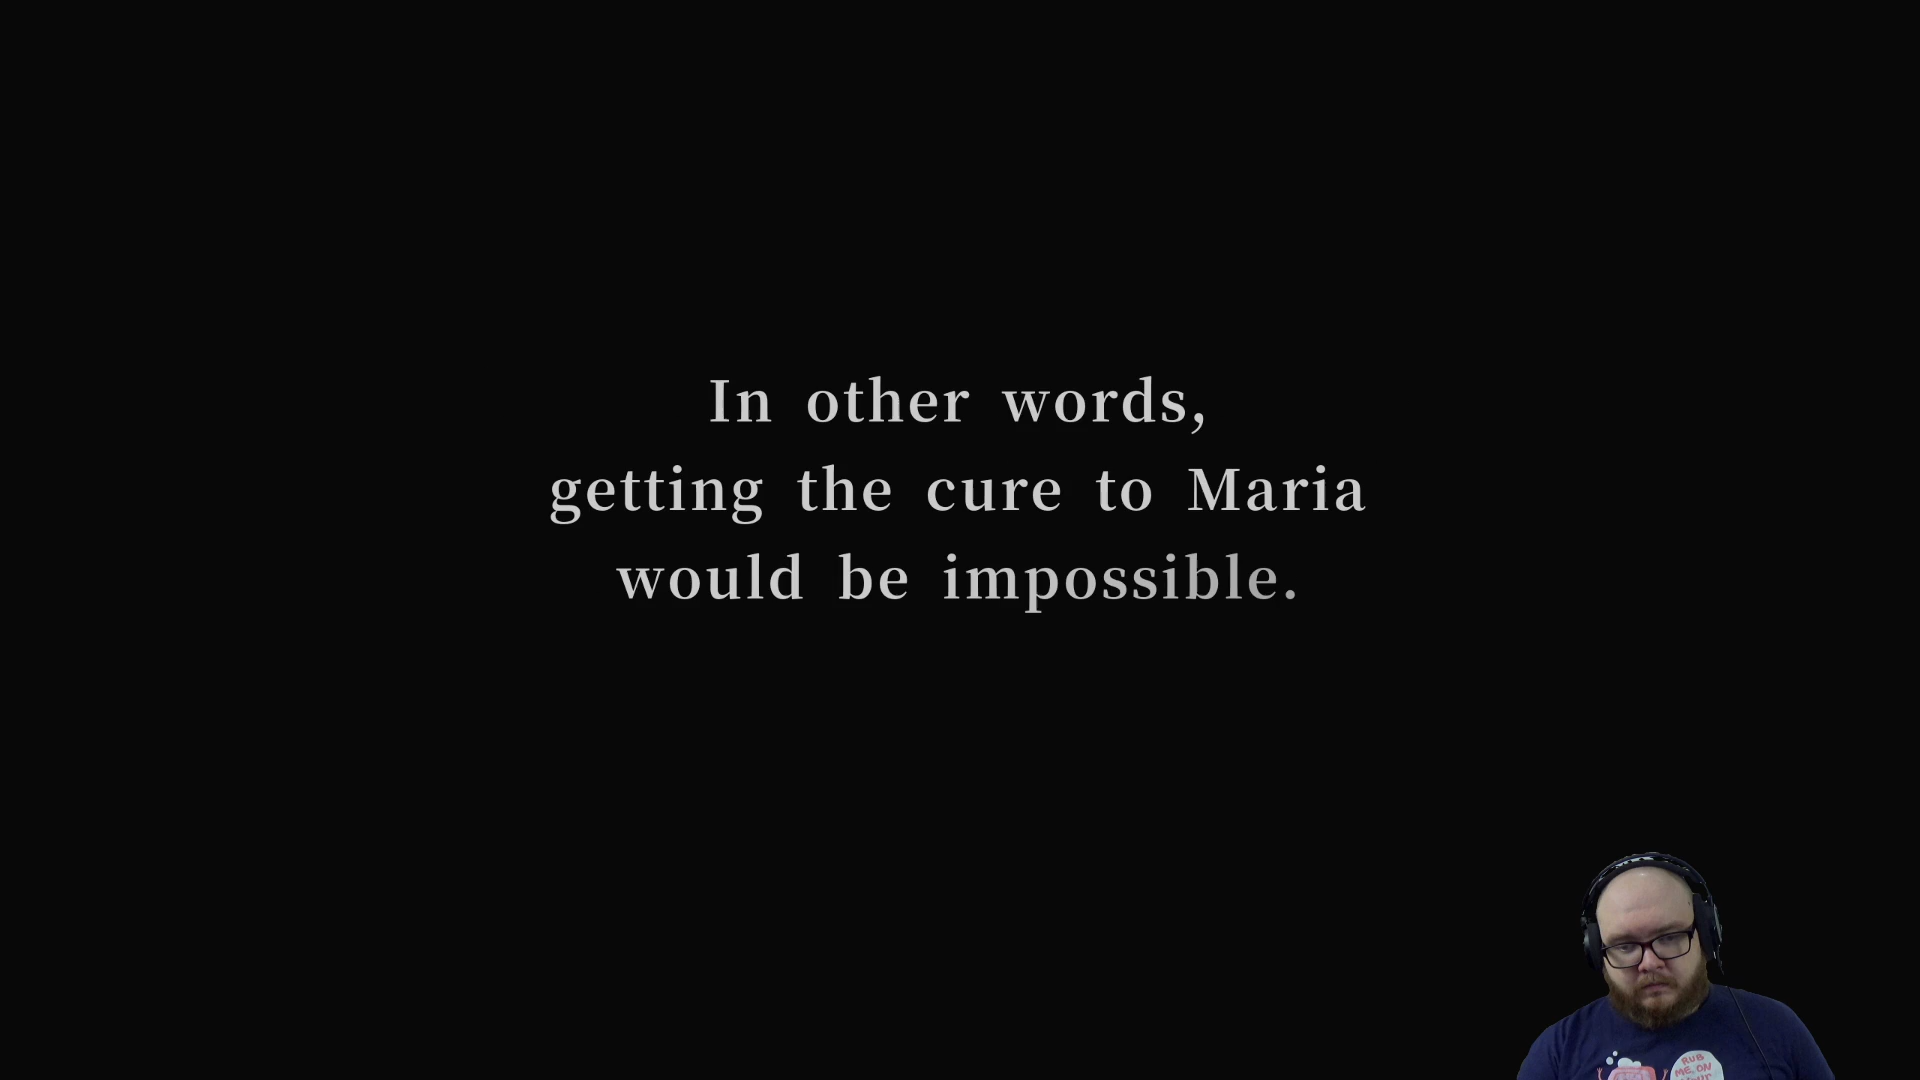 In other words,
getting the cure to Maria
would be impossible.
RUB
ME ON